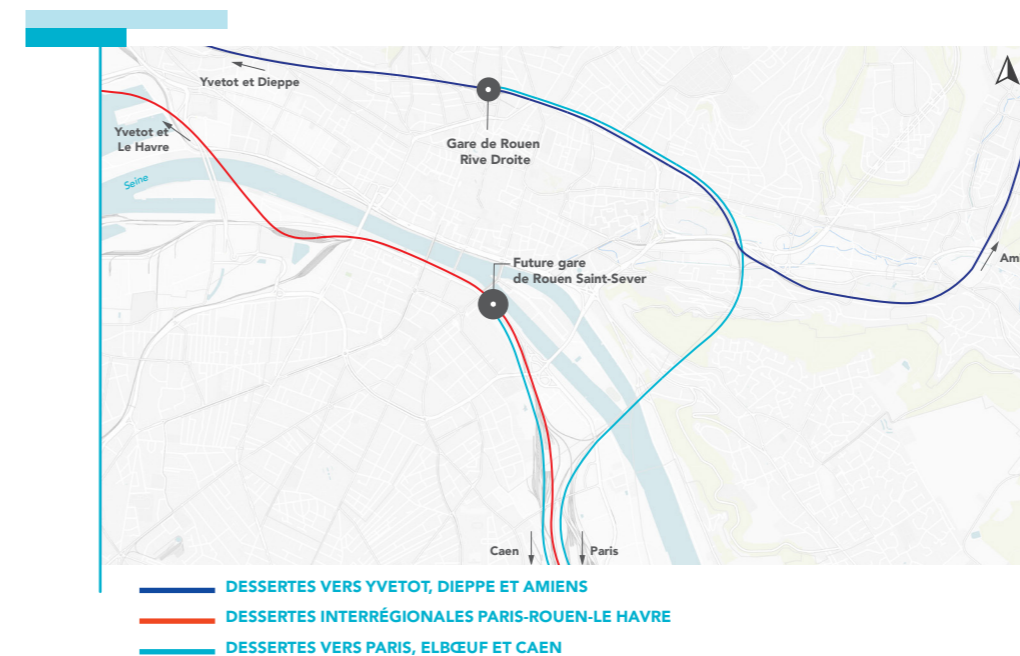 Yvetot et Dieppe
Yvetot et
Le Havre
Gare de Rouen
Rive Droite
Seine
Future gare
de Rouen Saint-Sever
Am
Caen
Paris
DESSERTES VERS YVETOT, DIEPPE ET AMIENS
DESSERTES INTERRÉGIONALES PARIS-ROUEN-LE HAVRE
DESSERTES VERS PARIS, ELBŒUF ET CAEN